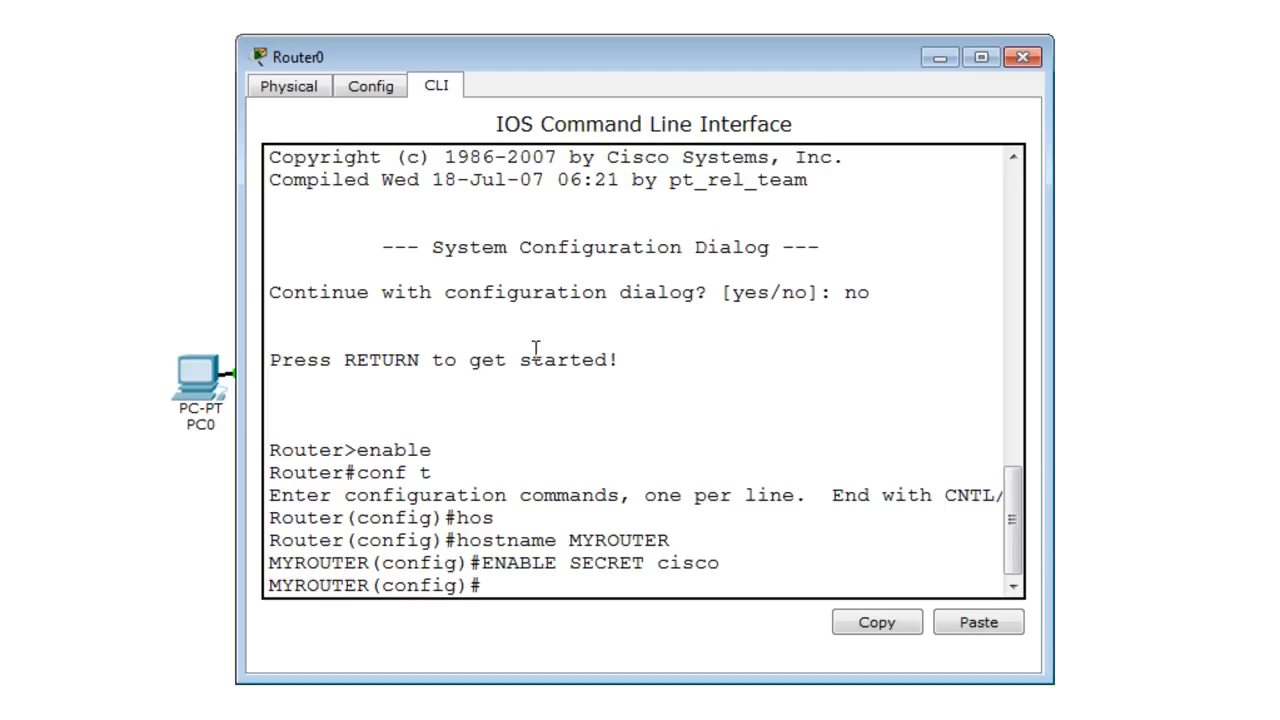 Router0
Physical
Config
CLI
IOS Command Line Interface
Copyright (c) 1986-2007 by Cisco Systems, Inc.
Compiled Wed 18-Jul-07 06:21 by pt_rel_team
--- System Configuration Dialog ---
Continue with configuration dialog? [yes/no]: no
Press RETURN to get started!
PC-PT
PC0
Router>enable
Router#conf t
Enter configuration commands, one per line.  End with CNTL/
Router(config)#hos
Router(config)#hostname MYROUTER
MYROUTER(config)#ENABLE SECRET cisco
MYROUTER(config)#
Copy
Paste